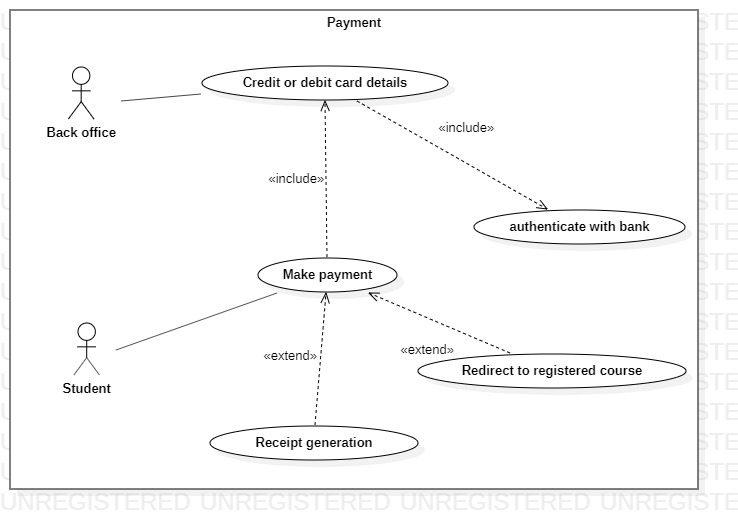 Payment
Credit or debit card details
Back office
«include»
«include»
authenticate with bank
Make payment
Student
«extend»
«extend»
Redirect to registered course
Receipt generation
UNREGISTERED UNREGISTERED UNREGISTERED UNREGISTE